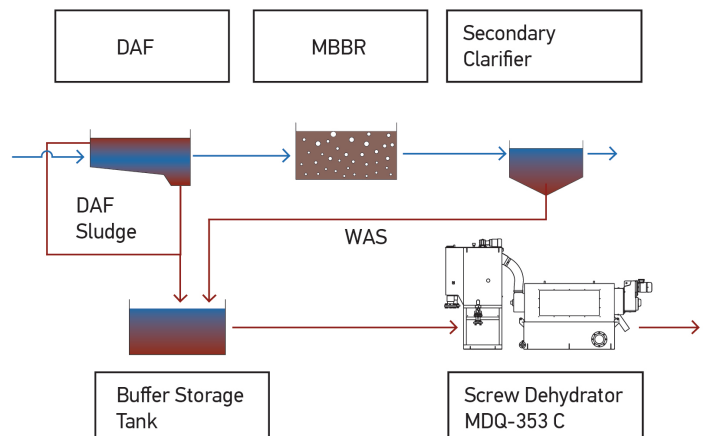 DAF
MBBR
Secondary
Clarifier
DAF
Sludge
WAS
Buffer Storage
Tank
Screw Dehydrator
MDQ-353 C